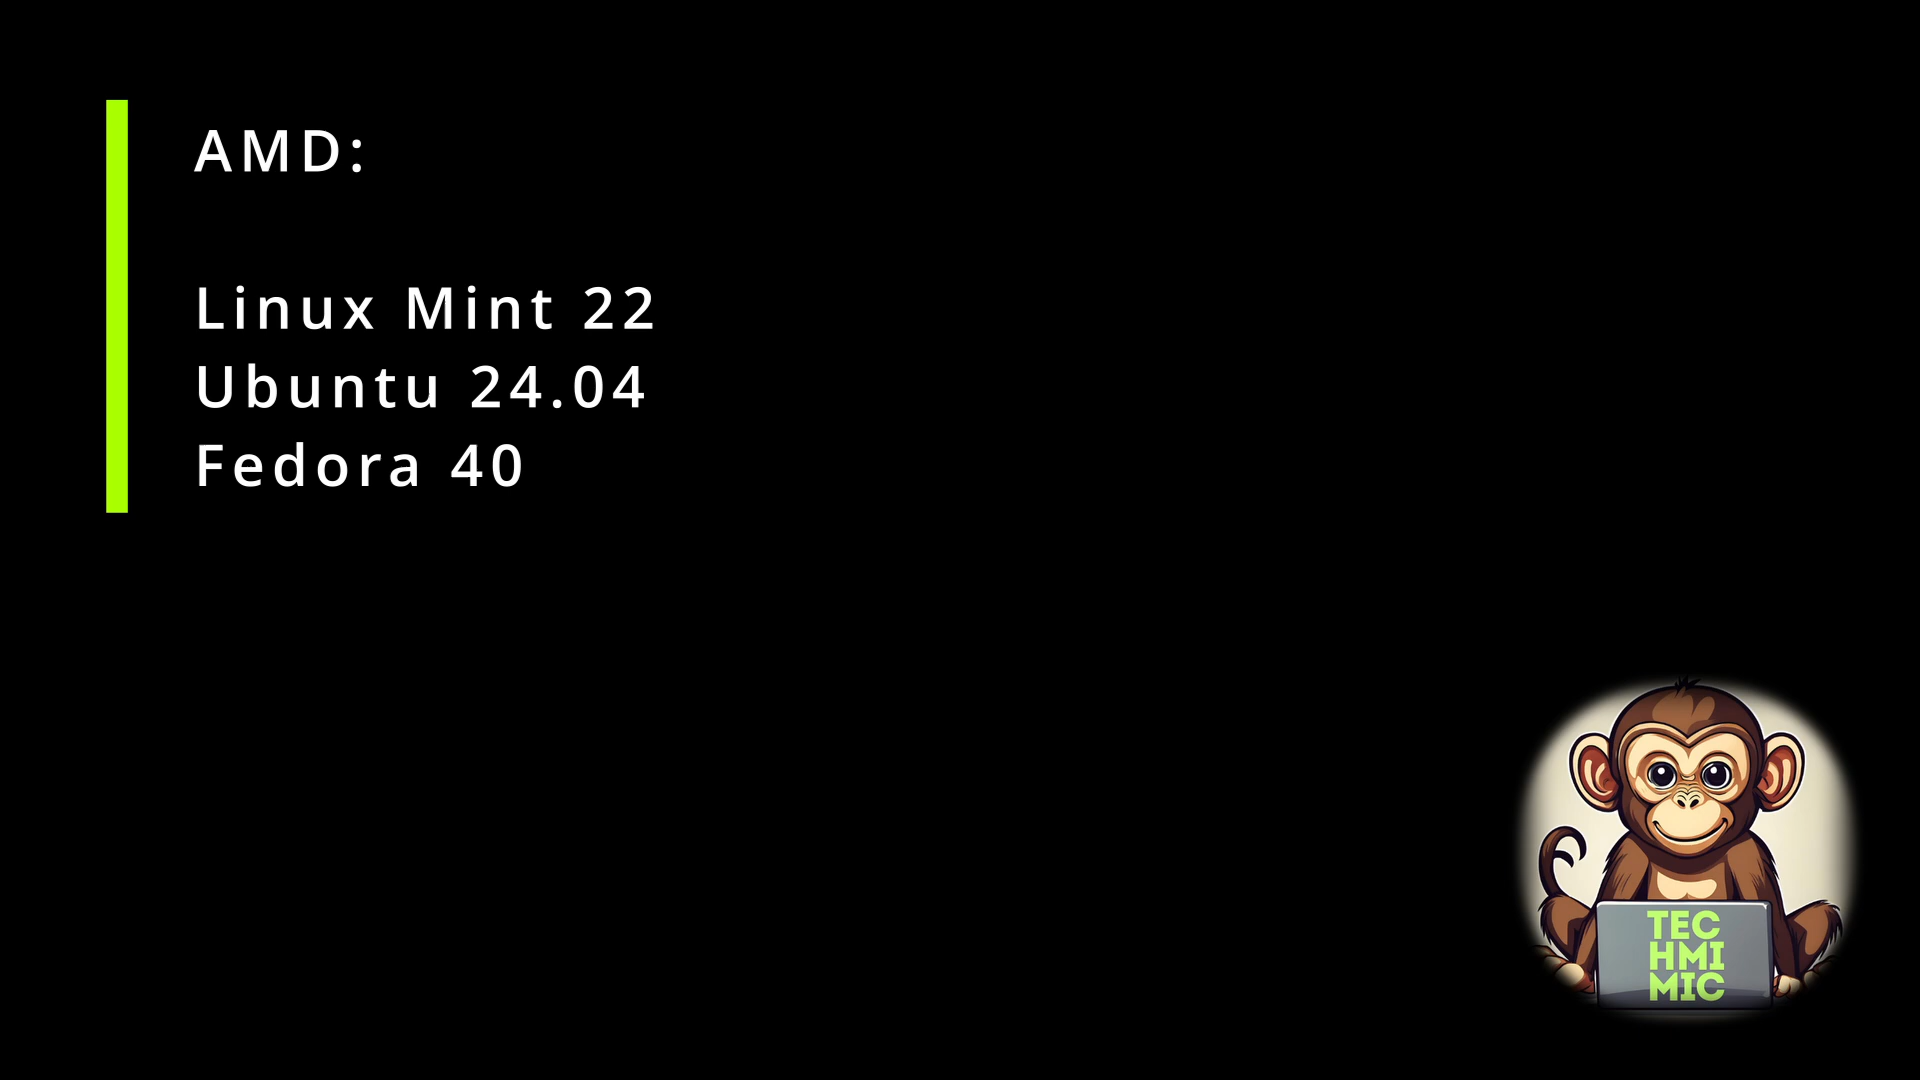 AMD:
Linux Mint 22
Ubuntu 24.04
Fedora 40
TEC
HMI
MIC